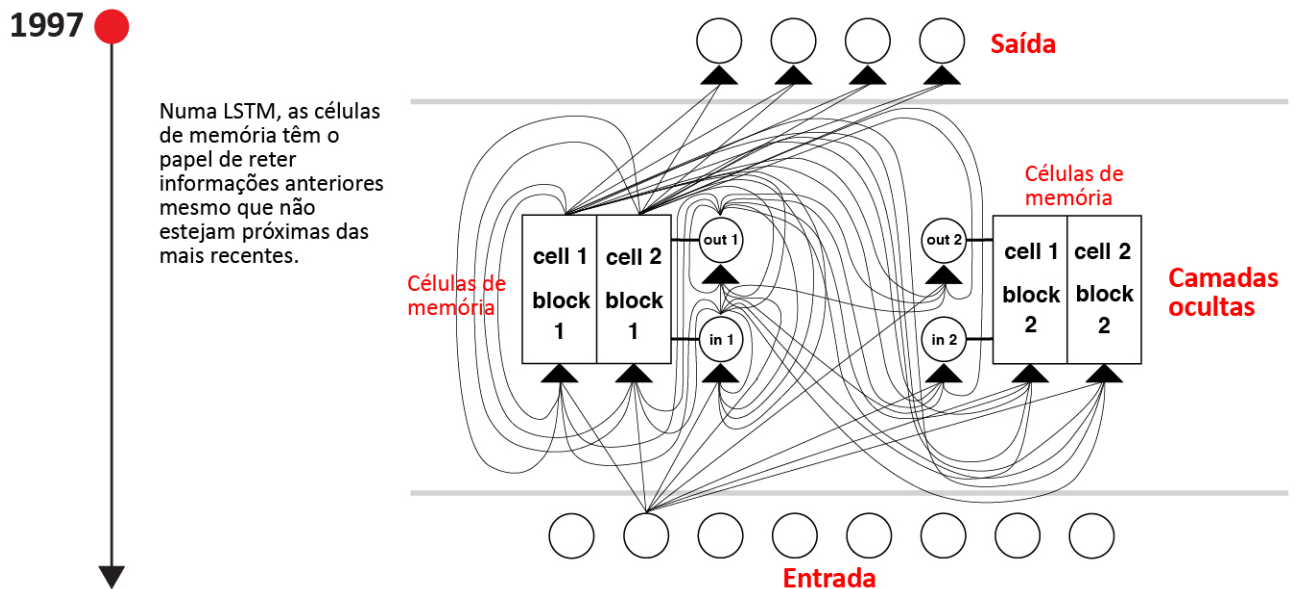 1997
Numa LSTM, as células
de memória têm o
papel de reter
informações anteriores
mesmo que não
estejam próximas das
mais recentes.
Saída
Células de
memória
cell 1
block
1
cell 2
block
1
out 1
in 1
out 2
in 2
Células de
memória
cell 1
block
2
cell 2
block
2
Camadas
ocultas
Entrada